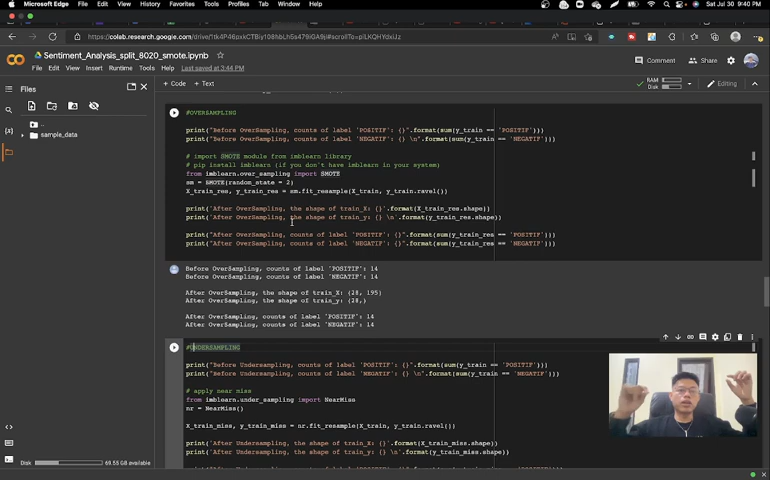 Microsoft Edge File Edit View History Favorites Tools Profiles Tab Window Help Sat Jul 30 9:40 PM
Sentiment_Analysis_split_8020_smote.ipynb
Comment Share
File Edit View Insert Runtime Tools Help Last saved at 3:44 PM
Files + Code + Text RAM Disk Editing
..
sample_data
#OVERSAMPLING
print("Before OverSampling, counts of label 'POSITIF': {}".format(sum(y_train == 'POSITIF')))
print("Before OverSampling, counts of label 'NEGATIF': {} \n".format(sum(y_train == 'NEGATIF')))
# import SMOTE module from imblearn library
# pip install imblearn (if you don't have imblearn in your system)
from imblearn.over_sampling import SMOTE
sm = SMOTE(random_state = 2)
X_train_res, y_train_res = sm.fit_resample(X_train, y_train.ravel())
print('After OverSampling, the shape of train_X: {}'.format(X_train_res.shape))
print('After OverSampling, the shape of train_y: {} \n'.format(y_train_res.shape))
print("After OverSampling, counts of label 'POSITIF': {}".format(sum(y_train_res == 'POSITIF')))
print("After OverSampling, counts of label 'NEGATIF': {}".format(sum(y_train_res == 'NEGATIF')))
Before OverSampling, counts of label 'POSITIF': 14
Before OverSampling, counts of label 'NEGATIF': 14
After OverSampling, the shape of train_X: (28, 195)
After OverSampling, the shape of train_y: (28,)
After OverSampling, counts of label 'POSITIF': 14
After OverSampling, counts of label 'NEGATIF': 14
#UNDERSAMPLING
print("Before Undersampling, counts of label 'POSITIF': {}".format(sum(y_train == 'POSITIF')))
print("Before Undersampling, counts of label 'NEGATIF': {} \n".format(sum(y_train == 'NEGATIF')))
# apply near miss
from imblearn.under_sampling import NearMiss
nr = NearMiss()
X_train_miss, y_train_miss = nr.fit_resample(X_train, y_train.ravel())
print('After Undersampling, the shape of train_X: {}'.format(X_train_miss.shape))
print('After Undersampling, the shape of train_y: {} \n'.format(y_train_miss.shape))
Disk 69.55 GB available